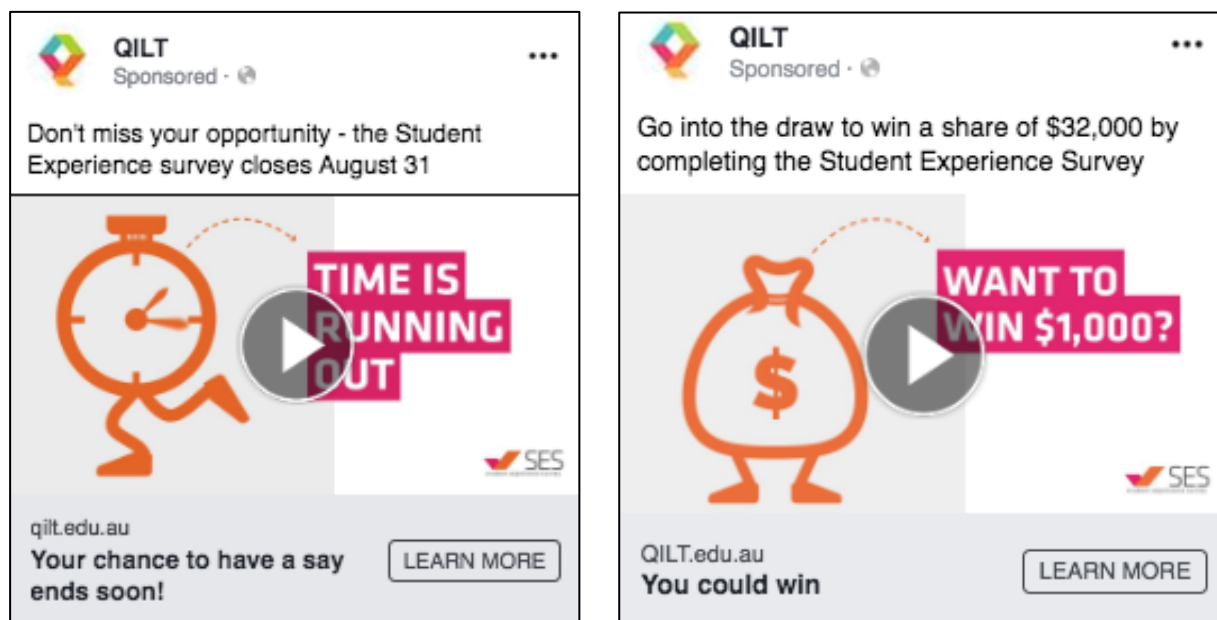 QILT
Sponsored ·
Don't miss your opportunity - the Student
Experience survey closes August 31
TIME IS
RUNNING
OUT
SES
qilt.edu.au
Your chance to have a say
ends soon!
LEARN MORE
QILT
Sponsored ·
Go into the draw to win a share of $32,000 by
completing the Student Experience Survey
WANT TO
WIN $1,000?
$
SES
QILT.edu.au
You could win
LEARN MORE